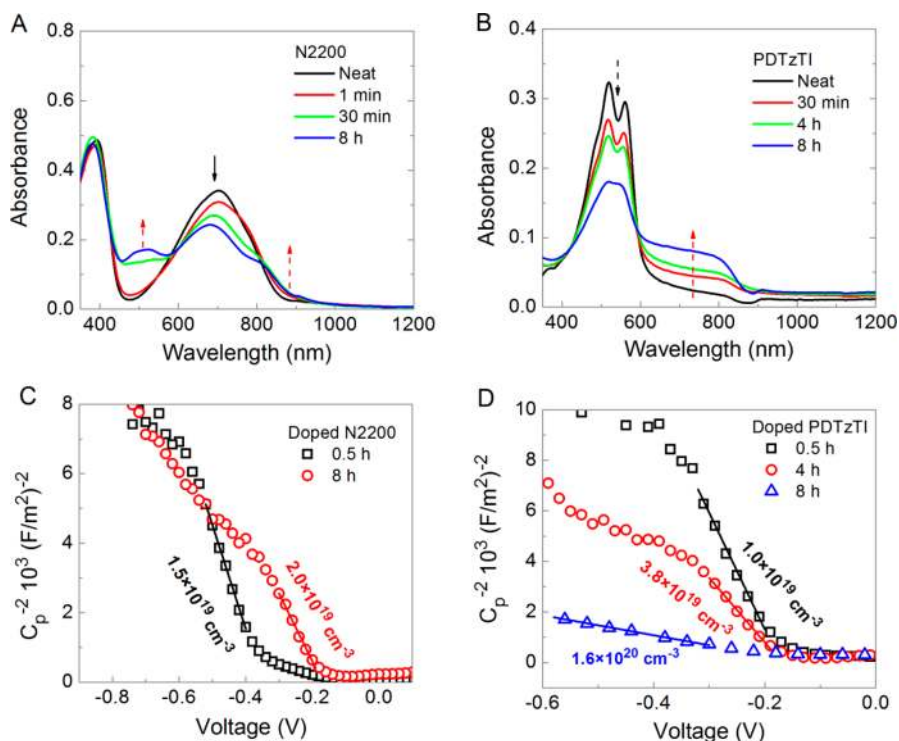 A
N2200
Neat
1 min
30 min
8 h
0.8
0.6
0.4
0.2
0.0
Absorbance
400 600 800 1000 1200
Wavelength (nm)
B
PDTzTI
Neat
30 min
4 h
8 h
0.4
0.3
0.2
0.1
0.0
Absorbance
400 600 800 1000 1200
Wavelength (nm)
C
Doped N2200
0.5 h
8 h
8
6
4
2
0
Cp⁻² 10³ (F/m²)⁻²
1.5×10¹⁹ cm⁻³
2.0×10¹⁹ cm⁻³
-0.8 -0.6 -0.4 -0.2 0.0
Voltage (V)
D
Doped PDTzTI
0.5 h
4 h
8 h
10
8
6
4
2
0
Cp⁻² 10³ (F/m²)⁻²
1.0×10¹⁹ cm⁻³
3.8×10¹⁹ cm⁻³
1.6×10²⁰ cm⁻³
-0.6 -0.4 -0.2 0.0
Voltage (V)